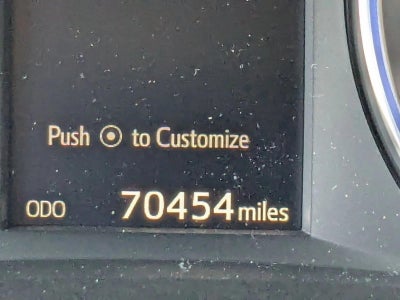 Push ⦿ to Customize
ODO 70454 miles